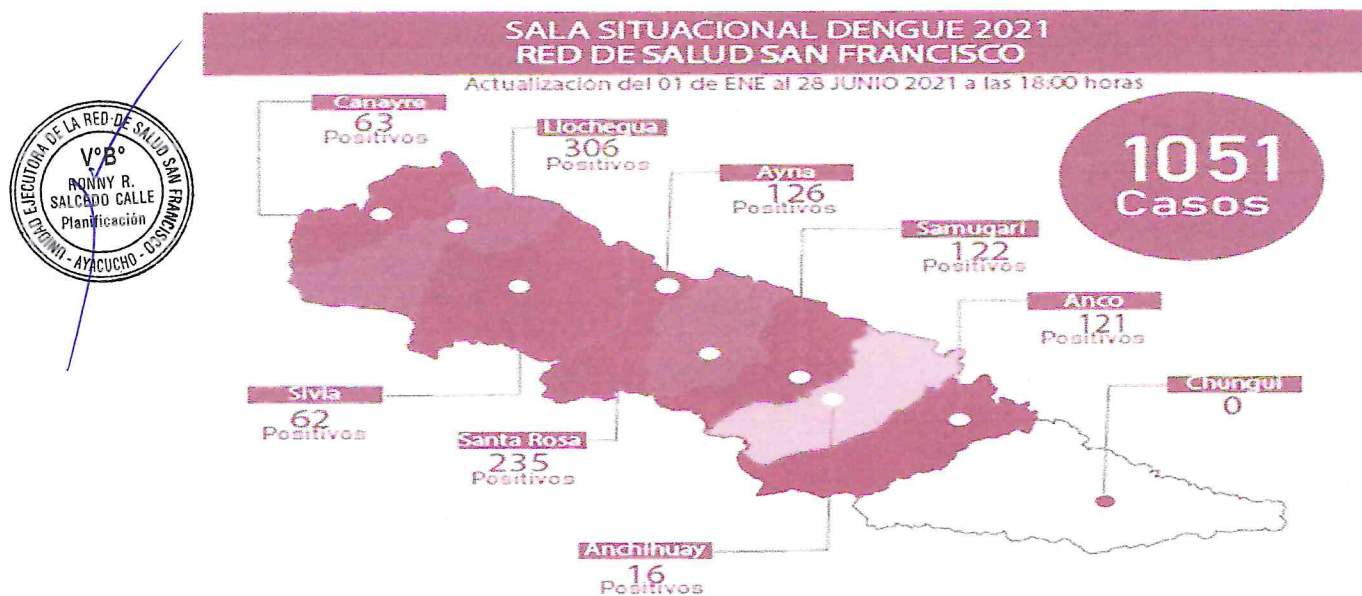 SALA SITUACIONAL DENGUE 2021
RED DE SALUD SAN FRANCISCO
Actualización del 01 de ENE al 28 JUNIO 2021 a las 18:00 horas
UNIDAD EJECUTORA DE LA RED DE SALUD SAN FRANCISCO - AYACUCHO -
V°B°
RONNY R.
SALCEDO CALLE
Planificación
Canayre
63
Positivos
Llochegua
306
Positivos
Ayna
126
Positivos
1051
Casos
Samugari
122
Positivos
Anco
121
Positivos
Chungui
0
Sivia
62
Positivos
Santa Rosa
235
Positivos
Anchihuay
16
Positivos